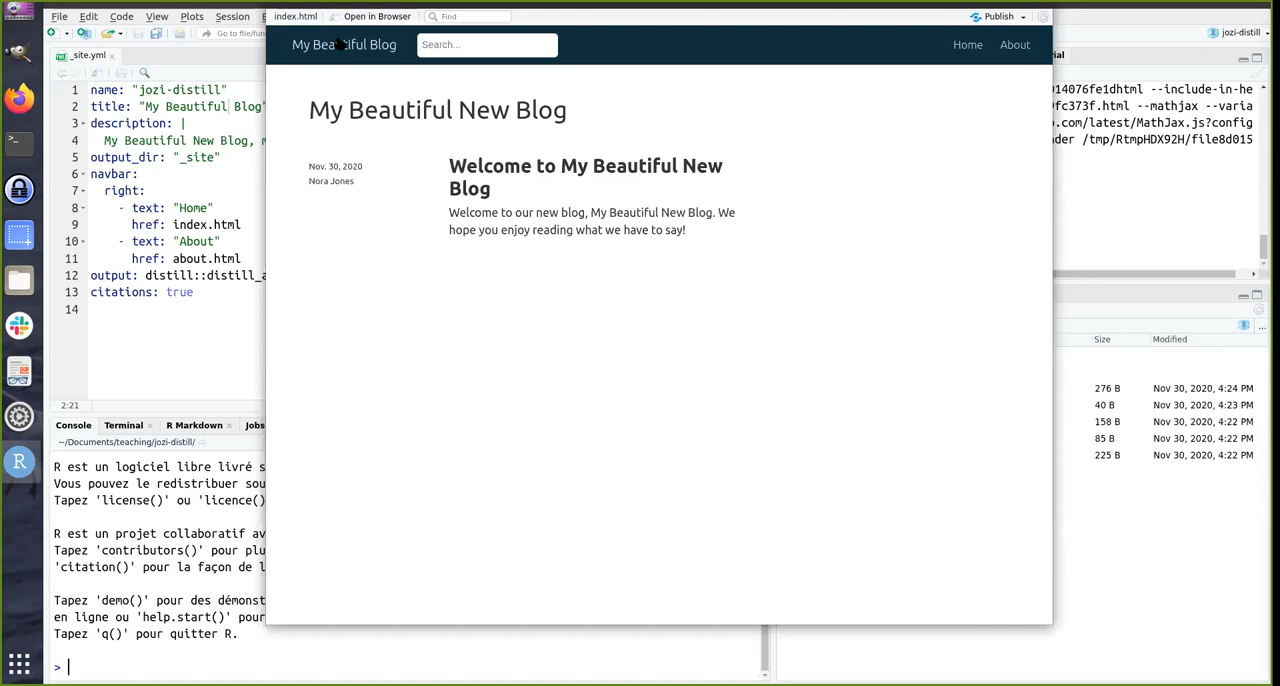 File Edit Code View Plots Session
index.html Open in Browser Find Publish
Go to file/fun
jozi-distill
_site.yml
My Beautiful Blog Search... Home About
1 name: "jozi-distill"
2 title: "My Beautiful Blog"
3 description: |
4 My Beautiful New Blog,
5 output_dir: "_site"
6 navbar:
7 right:
8 - text: "Home"
9 href: index.html
10 - text: "About"
11 href: about.html
12 output: distill::distill_a
13 citations: true
14
2:21
My Beautiful New Blog
Nov. 30, 2020
Nora Jones
Welcome to My Beautiful New
Blog
Welcome to our new blog, My Beautiful New Blog. We
hope you enjoy reading what we have to say!
ial
014076fe1dhtml --include-in-he
9fc373f.html --mathjax --varia
.com/latest/MathJax.js?config
der /tmp/RtmpHDX92H/file8d015
Size Modified
276 B Nov 30, 2020, 4:24 PM
40 B Nov 30, 2020, 4:23 PM
158 B Nov 30, 2020, 4:22 PM
85 B Nov 30, 2020, 4:22 PM
225 B Nov 30, 2020, 4:22 PM
Console Terminal R Markdown Jobs
~/Documents/teaching/jozi-distill/
R est un logiciel libre livré s
Vous pouvez le redistribuer sou
Tapez 'license()' ou 'licence()
R est un projet collaboratif av
Tapez 'contributors()' pour plu
'citation()' pour la façon de l
Tapez 'demo()' pour des démonst
en ligne ou 'help.start()' pour
Tapez 'q()' pour quitter R.
>